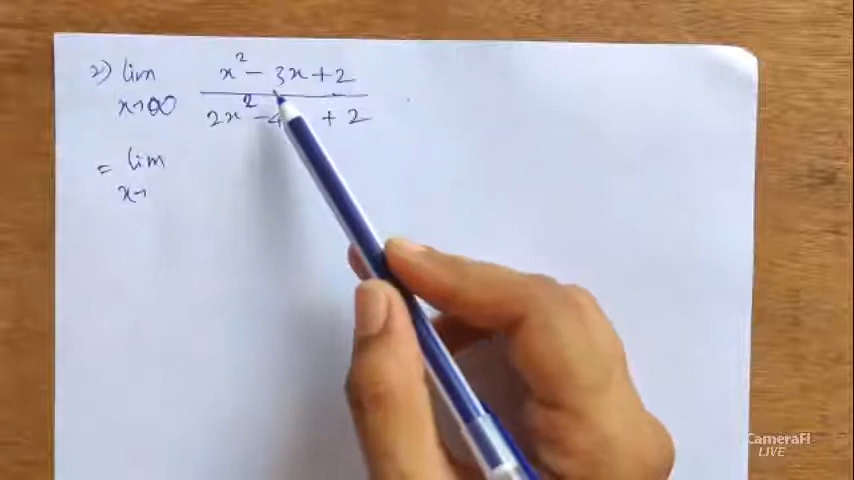 2) lim x→∞ x² - 3x + 2 / 2x² - 4 + 2
= lim x→
CameraFI
LIVE